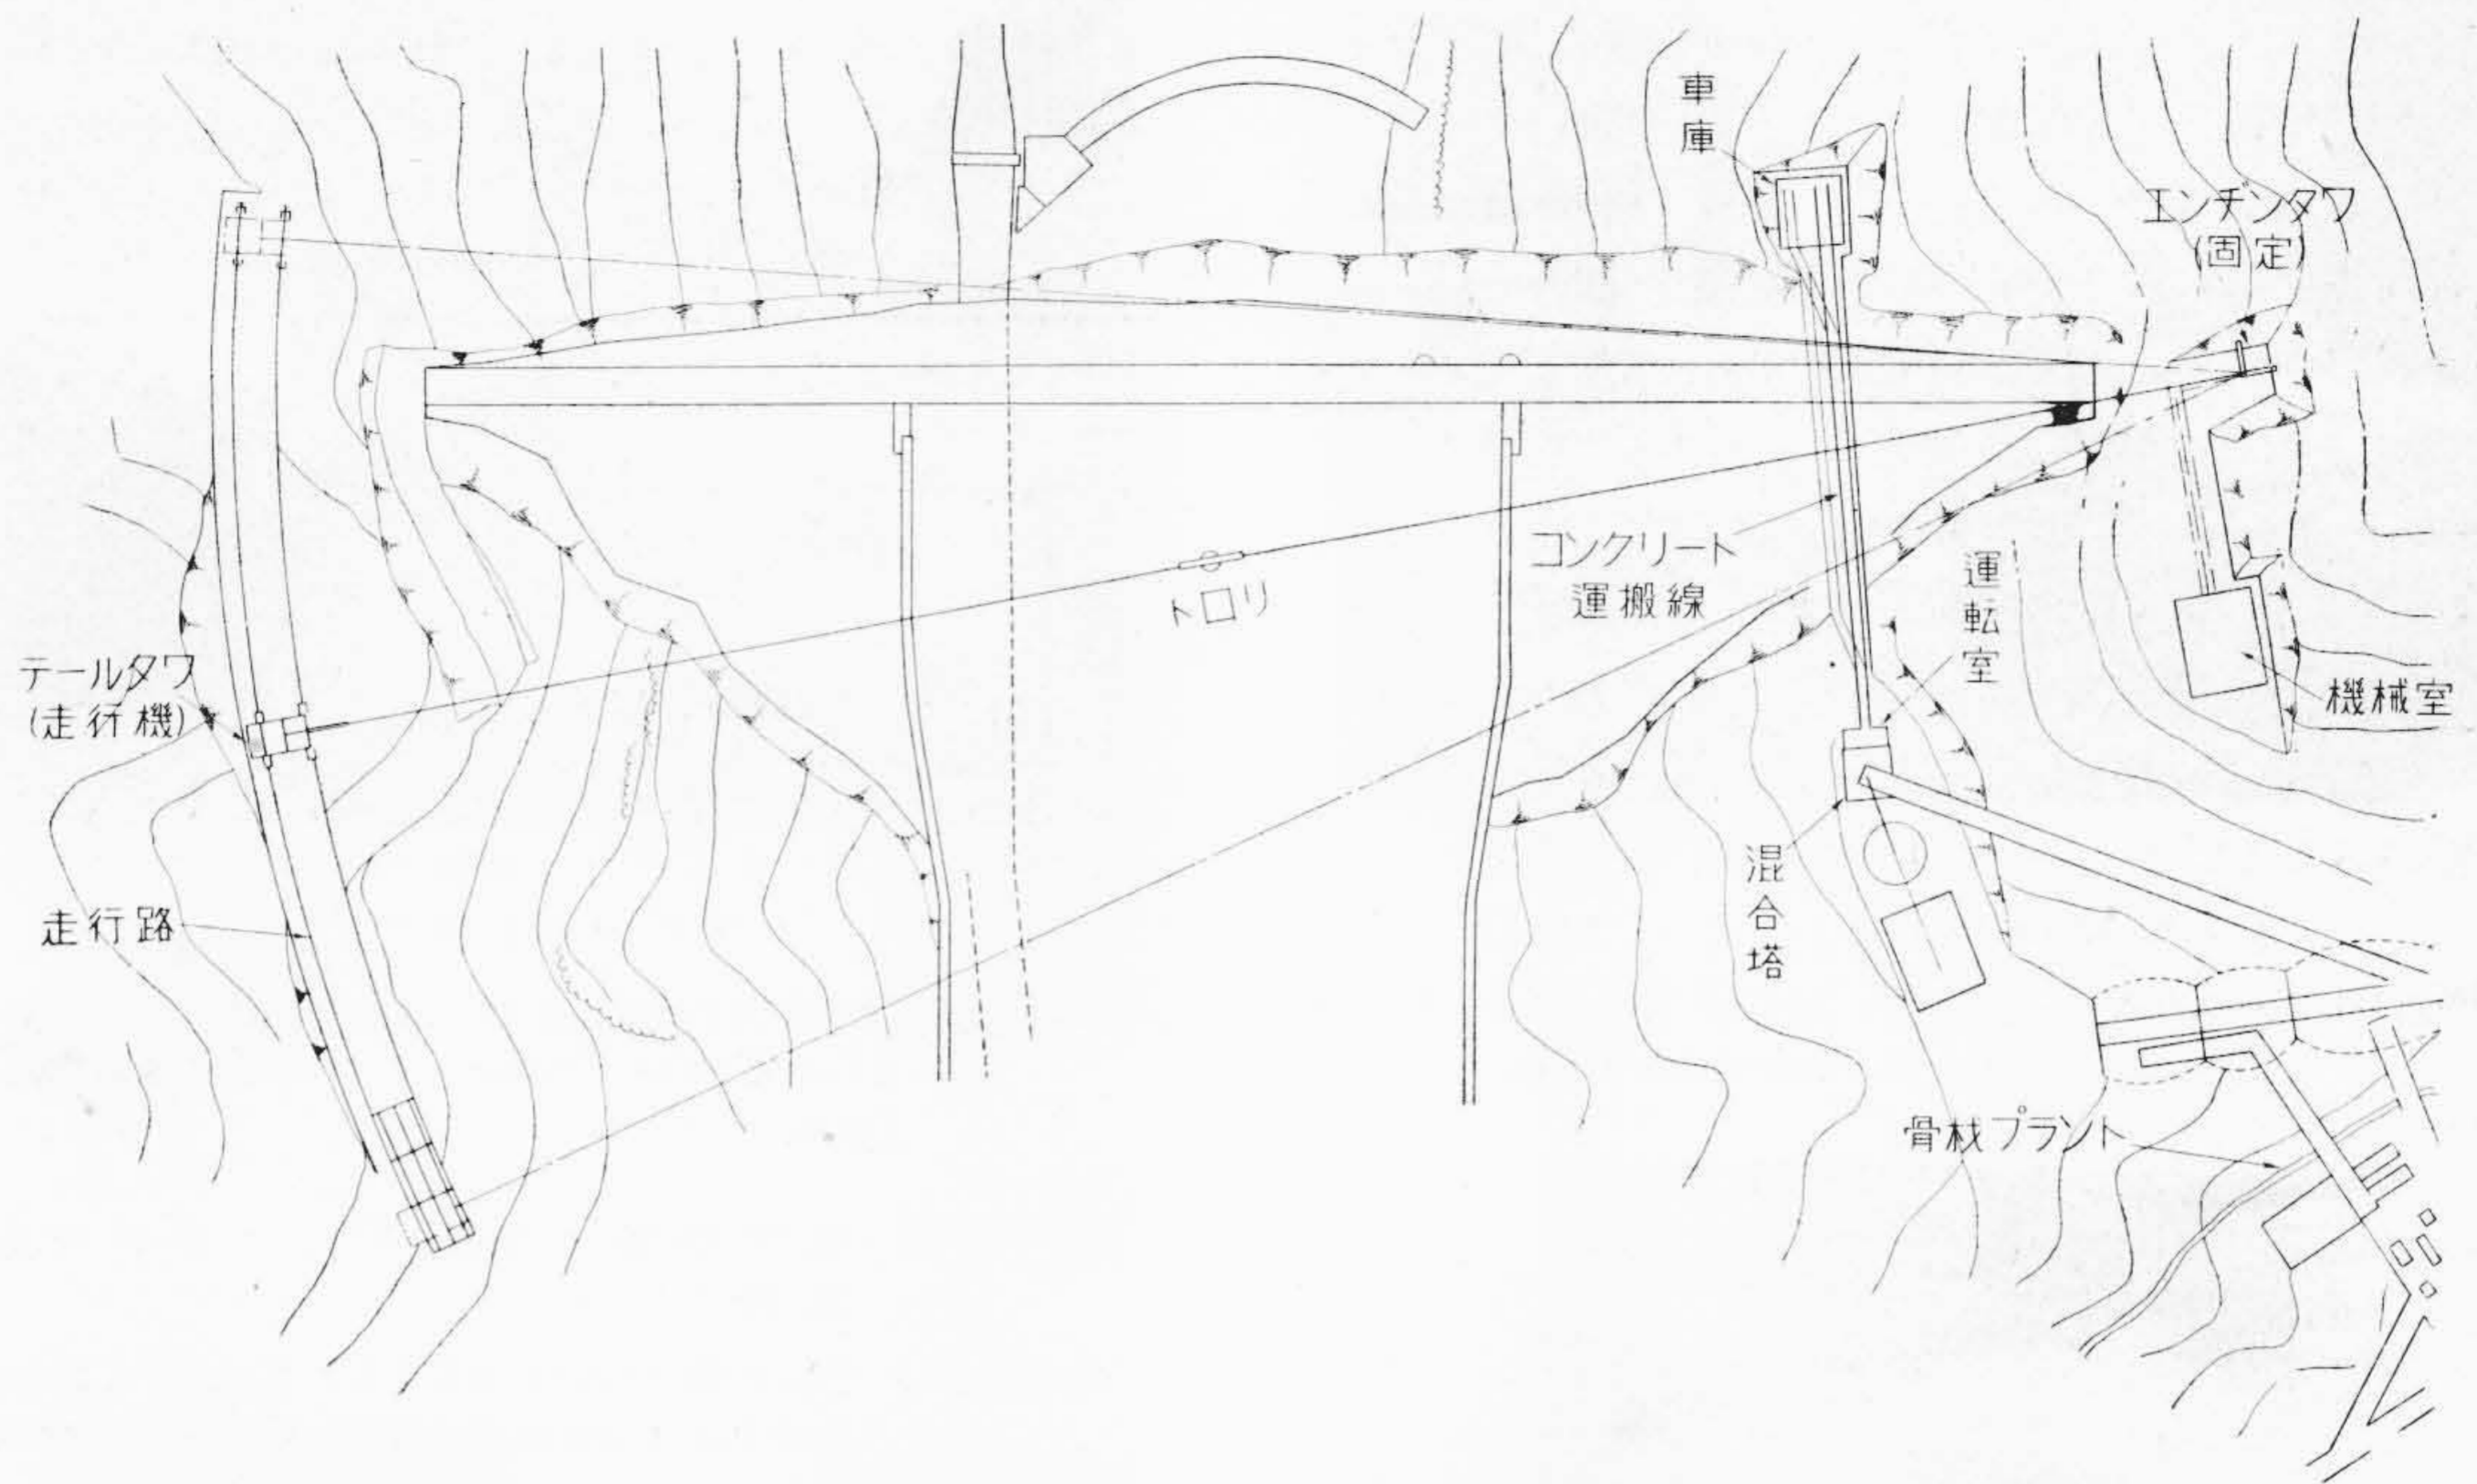 車庫
エンヂンタワ
(固定)
コンクリート
運搬線
運転室
トロリ
テールタワ
(走行機)
機械室
走行路
混合塔
骨材プラント